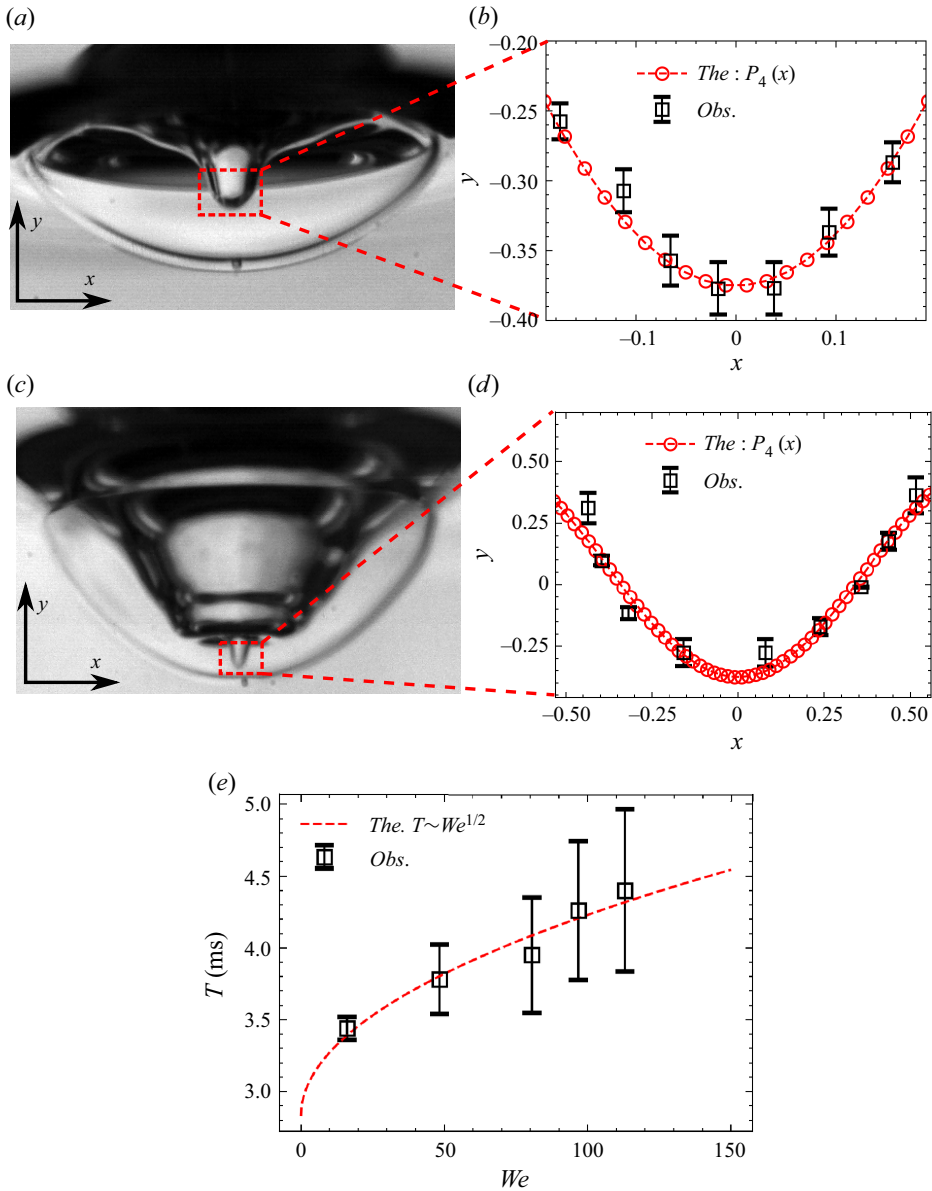 (a)
(b)
y
x
−0.20
−0.25
−0.30
−0.35
−0.40
y
The : P₄ (x)
Obs.
−0.1
0
0.1
x
(c)
(d)
y
x
0.50
0.25
0
−0.25
y
The : P₄ (x)
Obs.
−0.50
−0.25
0
0.25
0.50
x
(e)
5.0
4.5
4.0
3.5
3.0
T (ms)
The. T~We¹/²
Obs.
0
50
100
150
We